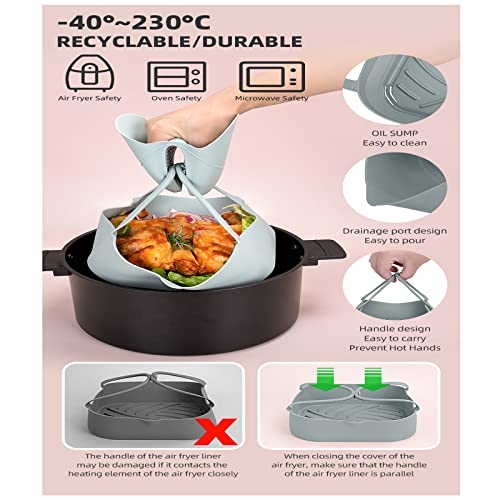 -40°~230°C
RECYCLABLE/DURABLE
Air Fryer Safety
Oven Safety
Microwave Safety
OIL SUMP
Easy to clean
Drainage port design
Easy to pour
Handle design
Easy to carry
Prevent Hot Hands
The handle of the air fryer liner
may be damaged if it contacts the
heating element of the air fryer closely
When closing the cover of the
air fryer, make sure that the handle
of the air fryer liner is parallel